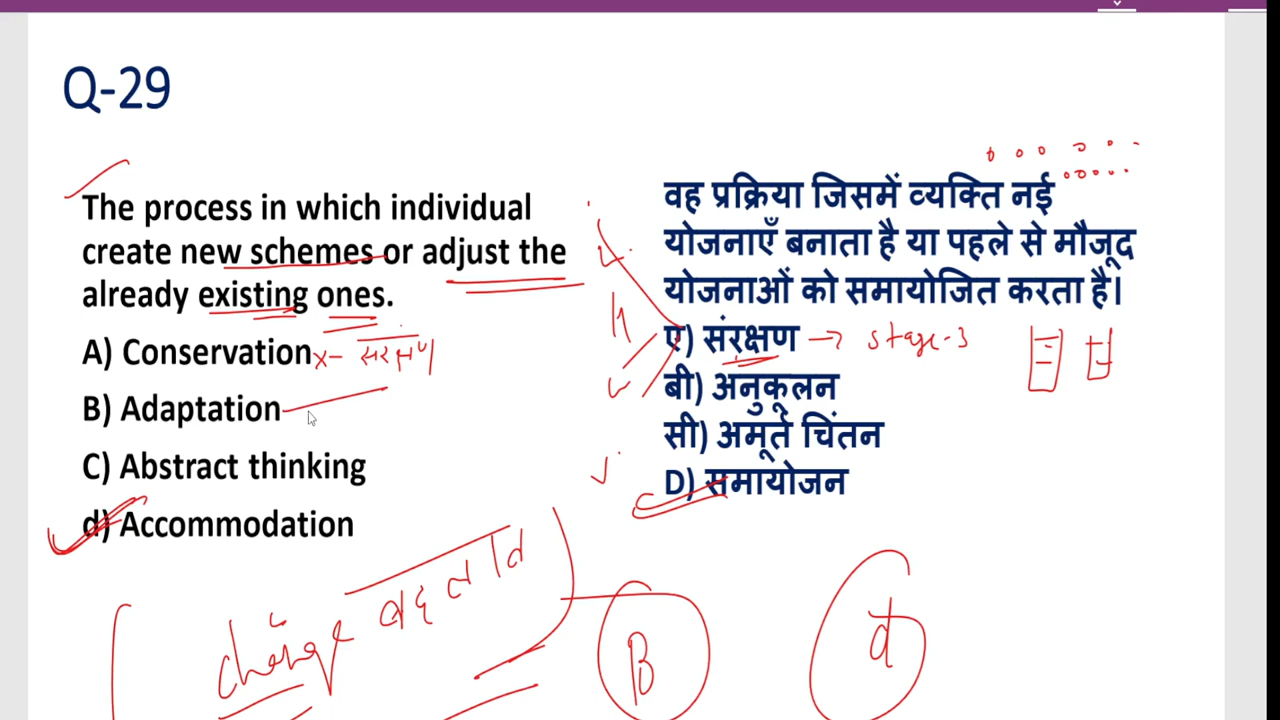 Q-29
The process in which individual
create new schemes or adjust the
already existing ones.
A) Conservation x-
B) Adaptation
C) Abstract thinking
d) Accommodation
वह प्रक्रिया जिसमें व्यक्ति नई
योजनाएँ बनाता है या पहले से मौजूद
योजनाओं को समायोजित करता है।
ए) संरक्षण → stage-3
बी) अनुकूलन
सी) अमूर्त चिंतन
D) समायोजन
change
B
d